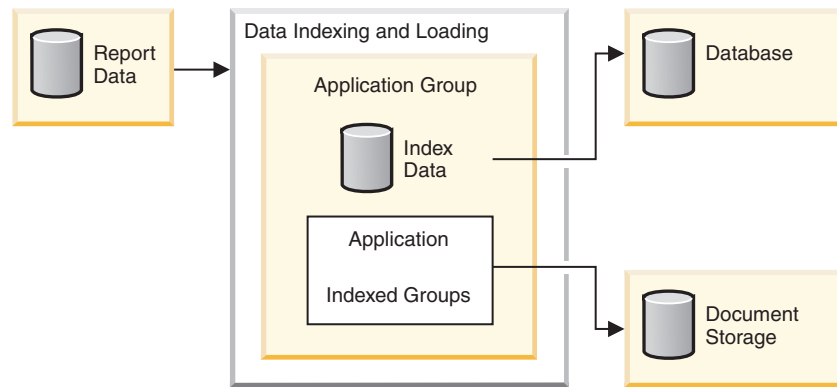 Report
Data
Data Indexing and Loading
Application Group
Index
Data
Application
Indexed Groups
Database
Document
Storage